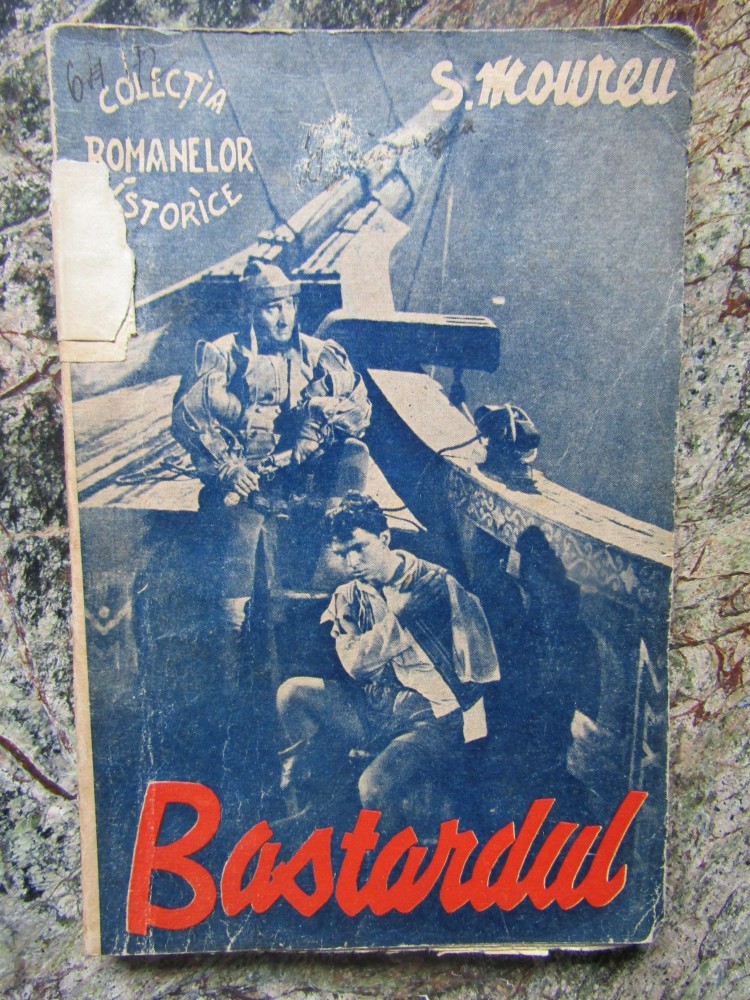 COLECȚIA
ROMANELOR
ISTORICE
S. Moureu
Bastardul